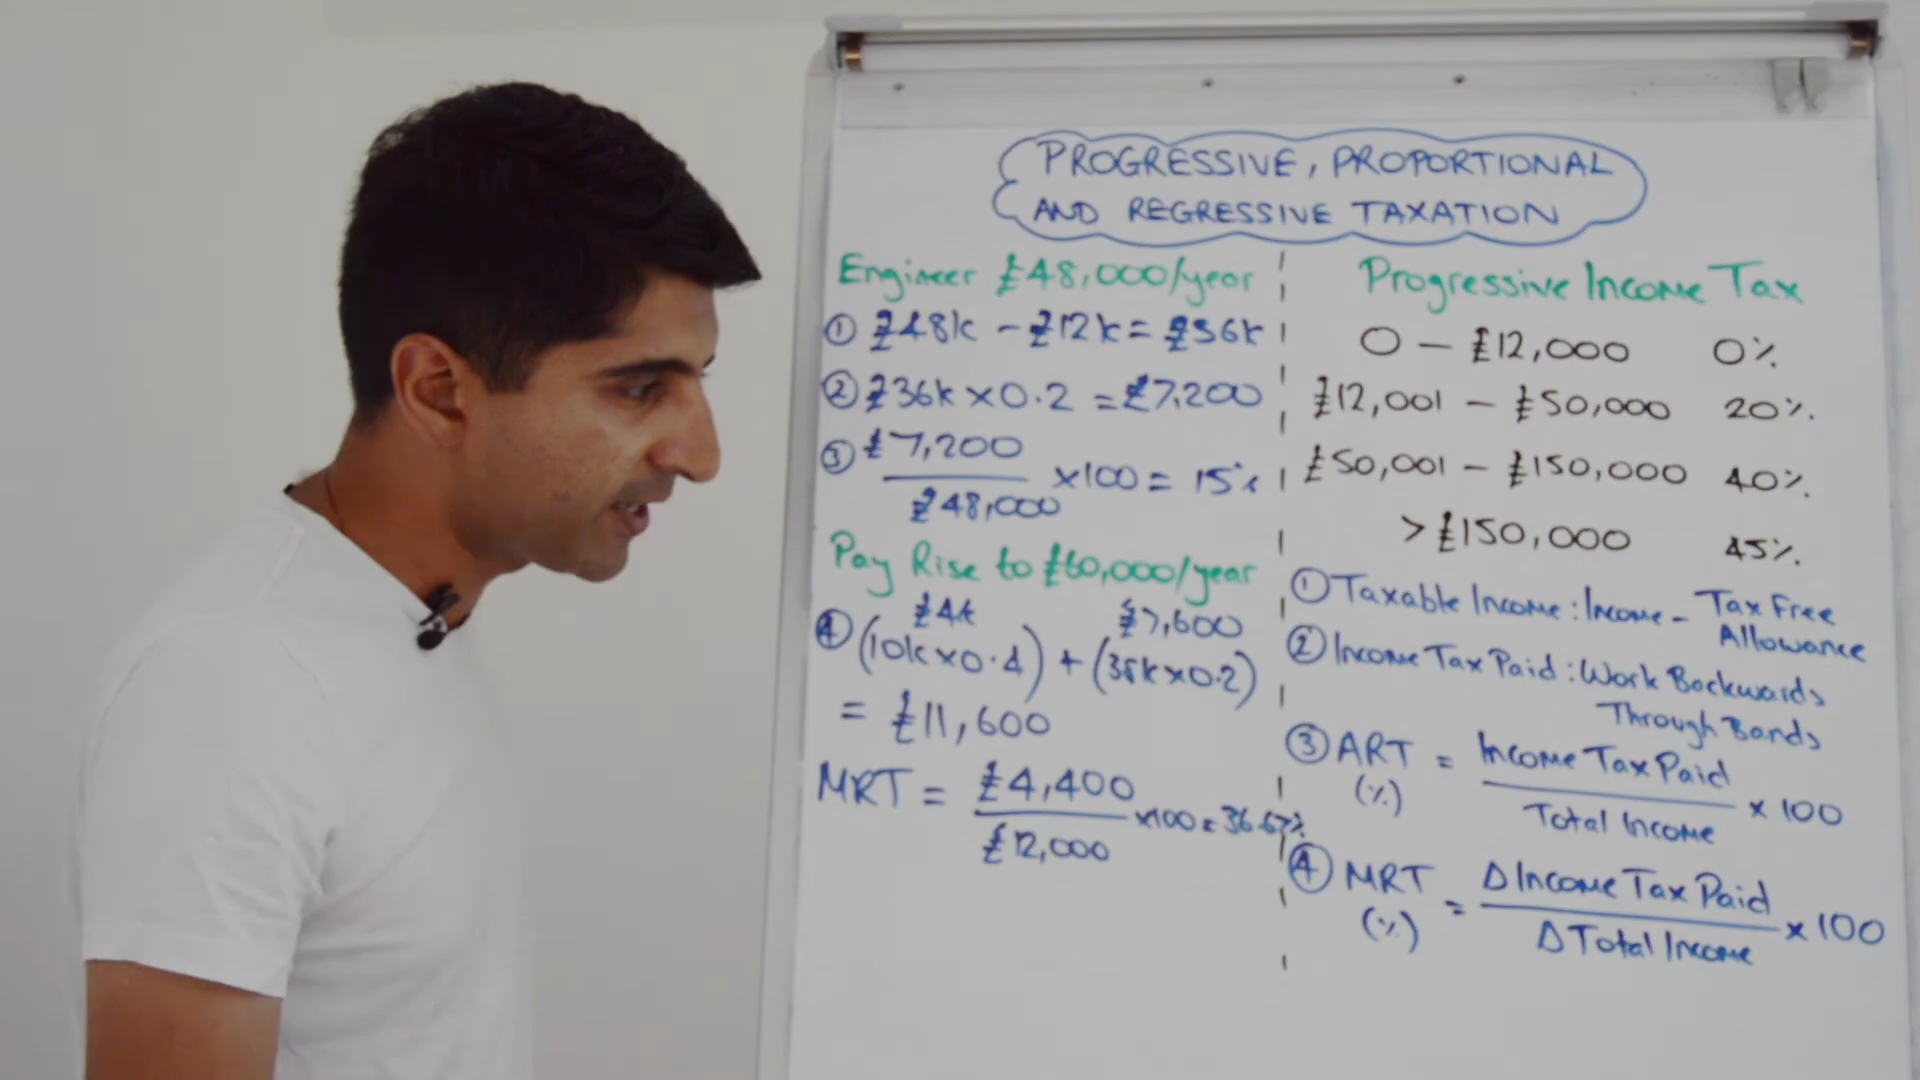 PROGRESSIVE, PROPORTIONAL
AND REGRESSIVE TAXATION
Engineer £48,000/year
① £48k - £12k = £36k
② £36k x 0.2 = £7,200
③ £7,200
£48,000
x100 = 15%
Pay Rise to £60,000/year
£4k £7,600
④ (10k x 0.4) + (38k x 0.2)
= £11,600
MRT = £4,400
£12,000
x100 = 36.67%
Progressive Income Tax
0 - £12,000 0%
£12,001 - £50,000 20%
£50,001 - £150,000 40%
> £150,000 45%
① Taxable Income: Income - Tax Free
Allowance
② Income Tax Paid: Work Backwards
Through Bands
③ ART = Income Tax Paid
(%) Total Income
x 100
④ MRT = Δ Income Tax Paid
(%) Δ Total Income
x 100